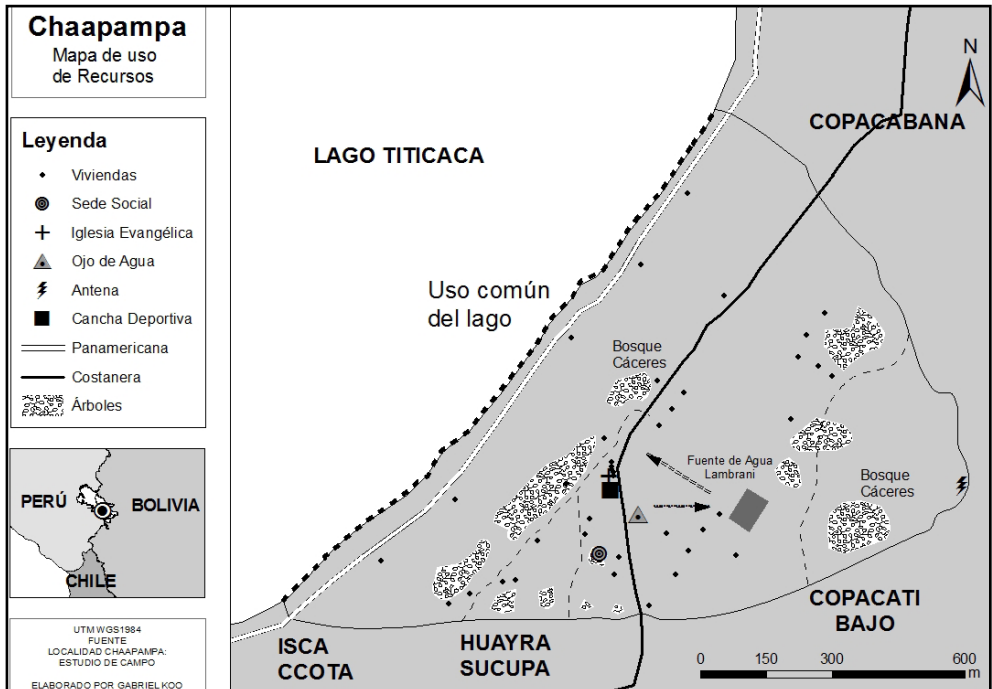 Chaapampa
Mapa de uso
de Recursos
Leyenda
Viviendas
Sede Social
Iglesia Evangélica
Ojo de Agua
Antena
Cancha Deportiva
Panamericana
Costanera
Árboles
PERÚ
BOLIVIA
CHILE
UTM WGS1984
FUENTE
LOCALIDAD CHAAPAMPA:
ESTUDIO DE CAMPO
ELABORADO POR GABRIEL KOO
N
COPACABANA
LAGO TITICACA
Uso común
del lago
Bosque
Cáceres
Fuente de Agua
Lambrani
Bosque
Cáceres
COPACATI
BAJO
ISCA
CCOTA
HUAYRA
SUCUPA
0 150 300 600
m